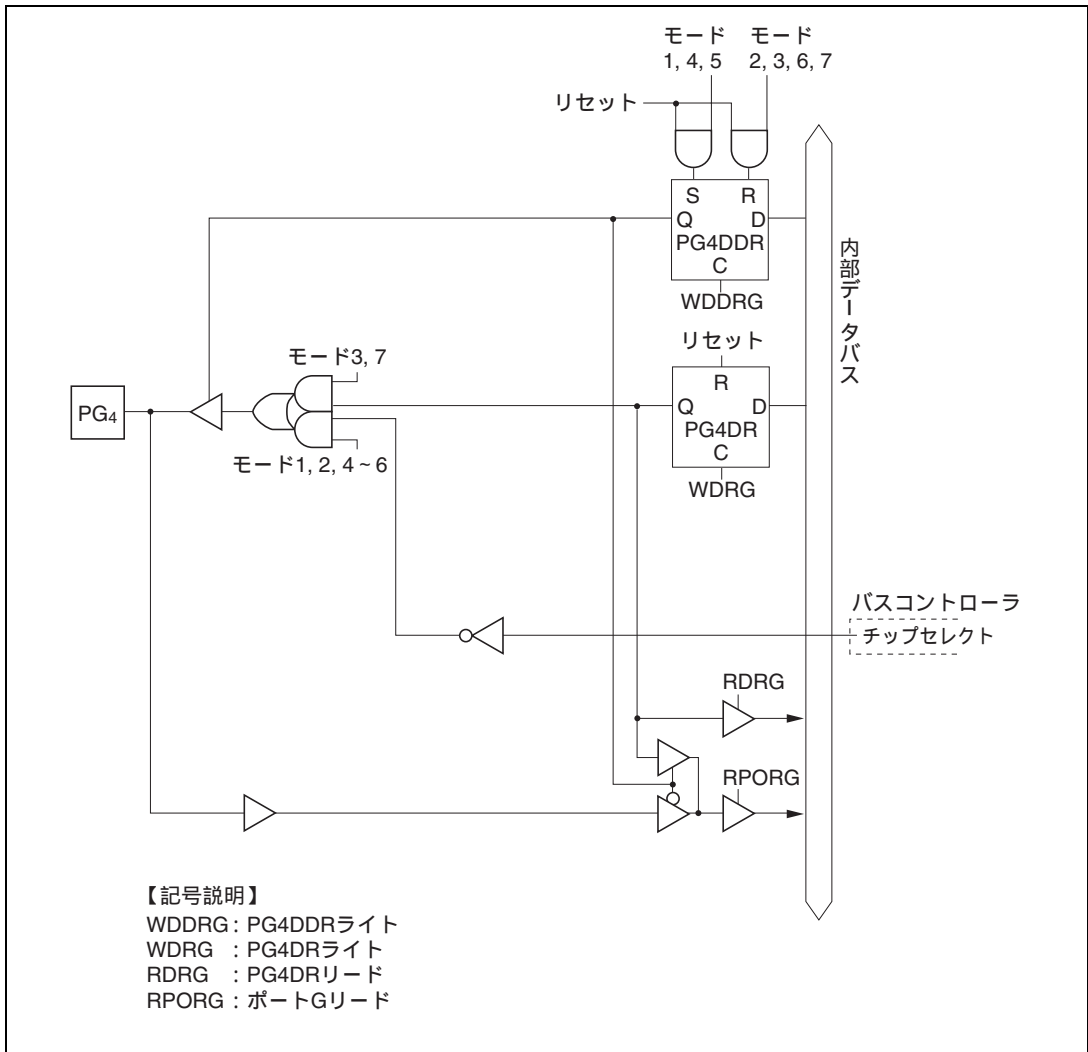 モード モード
1, 4, 5 2, 3, 6, 7
リセット
S R
Q D
PG4DDR
C
WDDRG
内部データバス
リセット
モード3, 7
R
PG₄
Q D
PG4DR
C
モード1, 2, 4~6
WDRG
バスコントローラ
チップセレクト
RDRG
RPORG
【記号説明】
WDDRG : PG4DDRライト
WDRG : PG4DRライト
RDRG : PG4DRリード
RPORG : ポートGリード